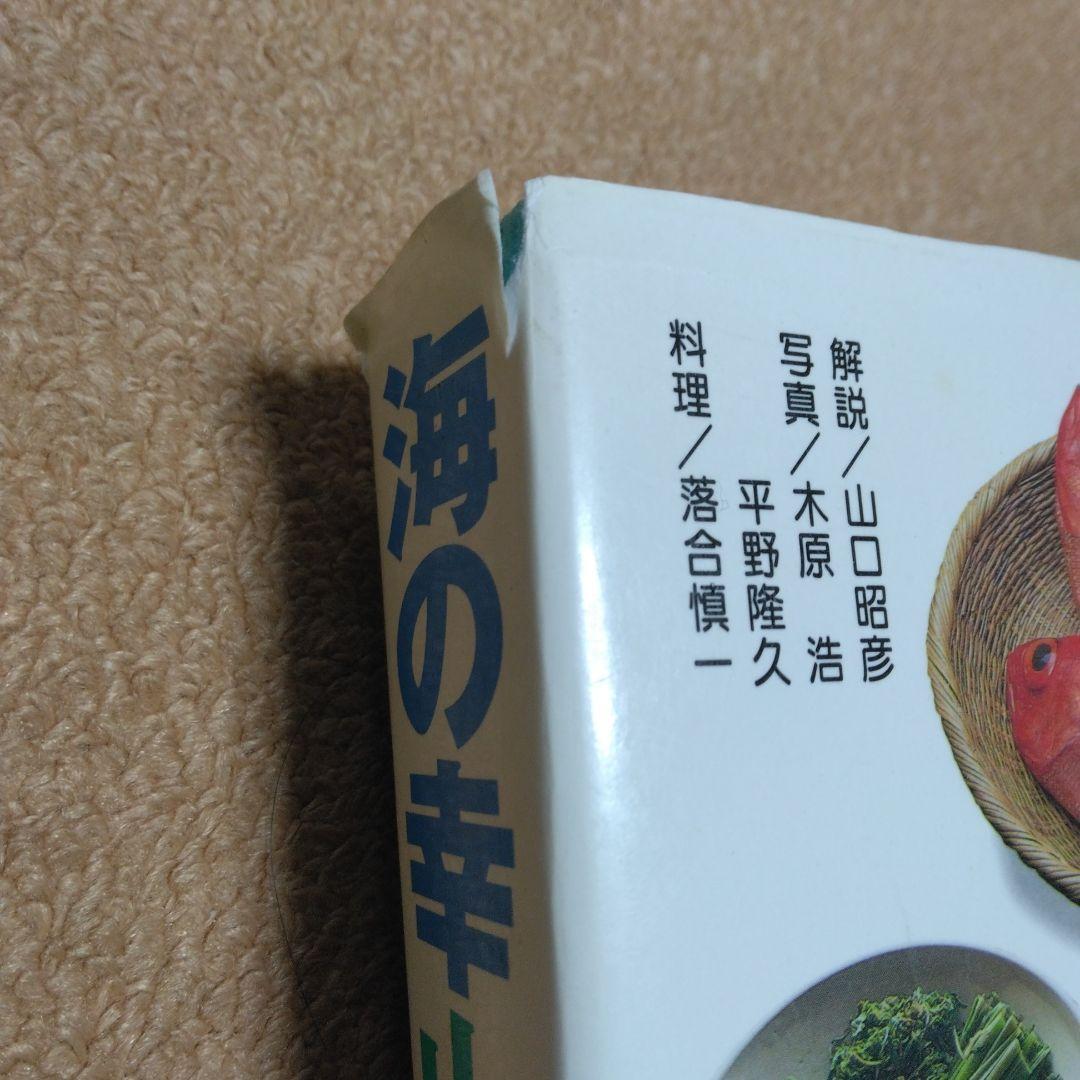 海の幸山
解説/山口昭彦
写真/木原 浩
平野隆久
料理/落合慎一